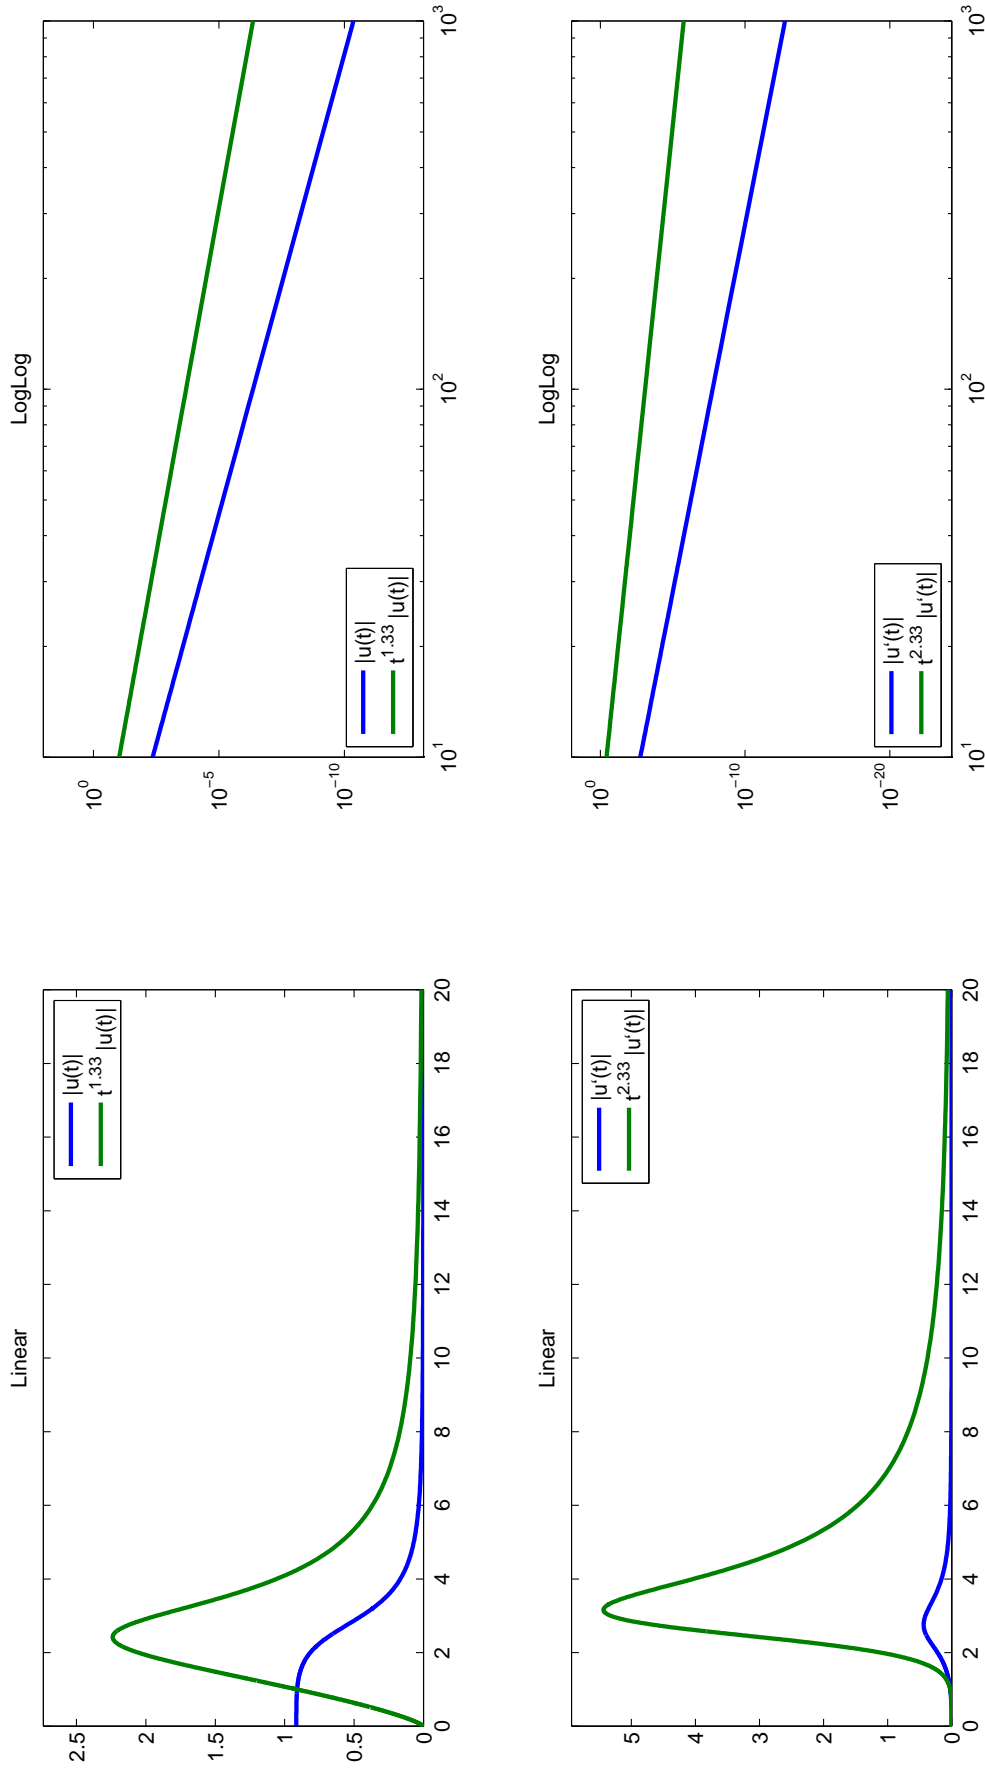 Linear
2.5
2
1.5
1
0.5
0
0 2 4 6 8 10 12 14 16 18 20
|u(t)|
t^1.33 |u(t)|
LogLog
10^0
10^−5
10^−10
10^1 10^2 10^3
|u(t)|
t^1.33 |u(t)|
Linear
5
4
3
2
1
0
0 2 4 6 8 10 12 14 16 18 20
|u‘(t)|
t^2.33 |u‘(t)|
LogLog
10^0
10^−10
10^−20
10^1 10^2 10^3
|u‘(t)|
t^2.33 |u‘(t)|